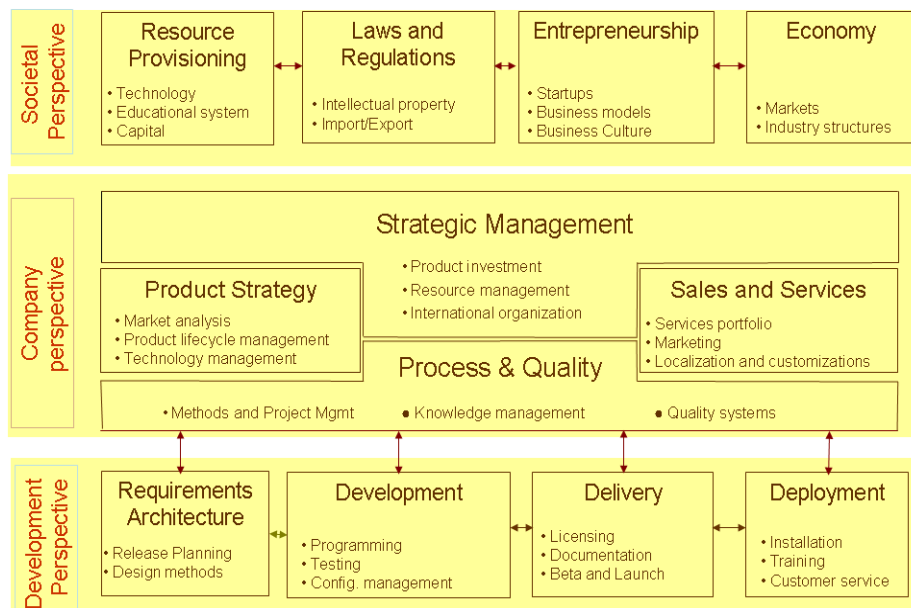 Societal
Perspective
Resource
Provisioning
• Technology
• Educational system
• Capital
Laws and
Regulations
• Intellectual property
• Import/Export
Entrepreneurship
• Startups
• Business models
• Business Culture
Economy
• Markets
• Industry structures
Company
perspective
Strategic Management
• Product investment
• Resource management
• International organization
Product Strategy
• Market analysis
• Product lifecycle management
• Technology management
Sales and Services
• Services portfolio
• Marketing
• Localization and customizations
Process & Quality
• Methods and Project Mgmt
• Knowledge management
• Quality systems
Development
Perspective
Requirements
Architecture
• Release Planning
• Design methods
Development
• Programming
• Testing
• Config. management
Delivery
• Licensing
• Documentation
• Beta and Launch
Deployment
• Installation
• Training
• Customer service